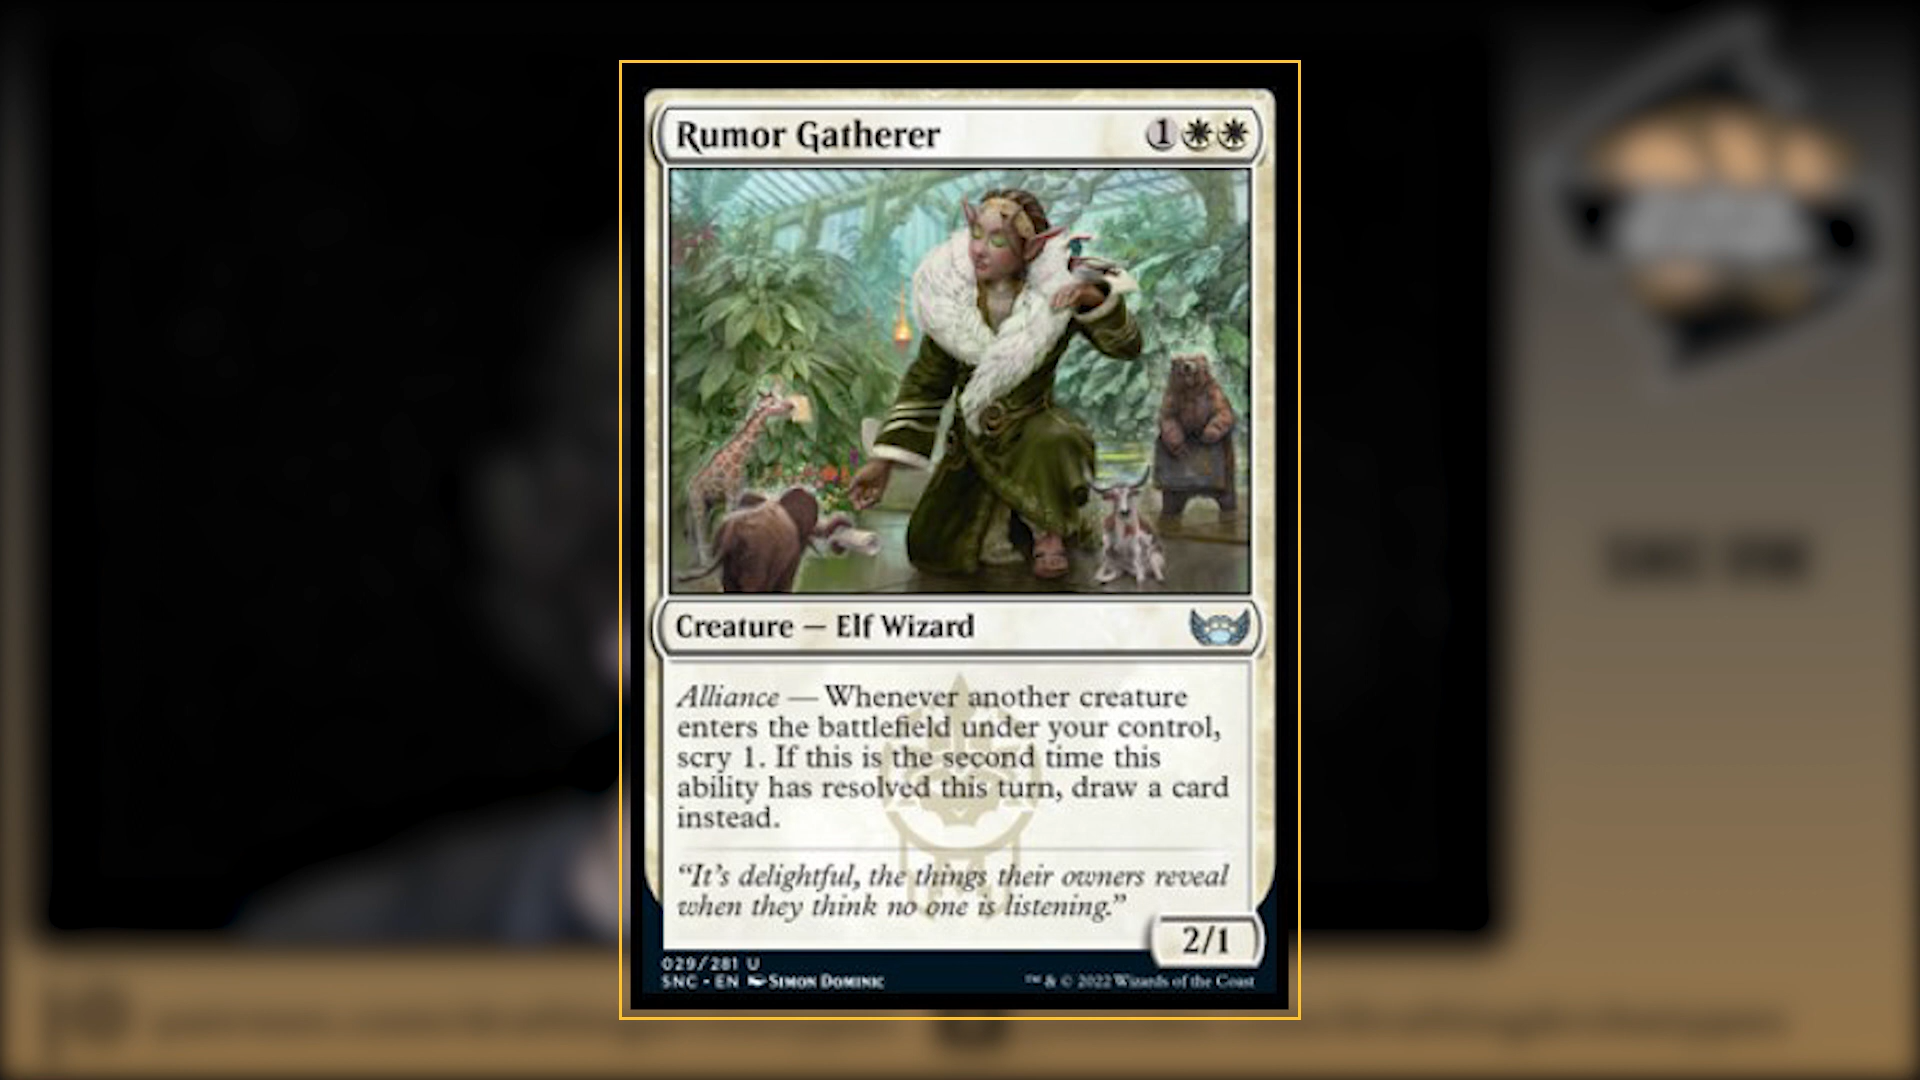 Rumor Gatherer 1
Creature — Elf Wizard
Alliance — Whenever another creature
enters the battlefield under your control,
scry 1. If this is the second time this
ability has resolved this turn, draw a card
instead.
“It’s delightful, the things their owners reveal
when they think no one is listening.”
2/1
029/281 U
SNC • EN Simon Dominic
™ & © 2022 Wizards of the Coast